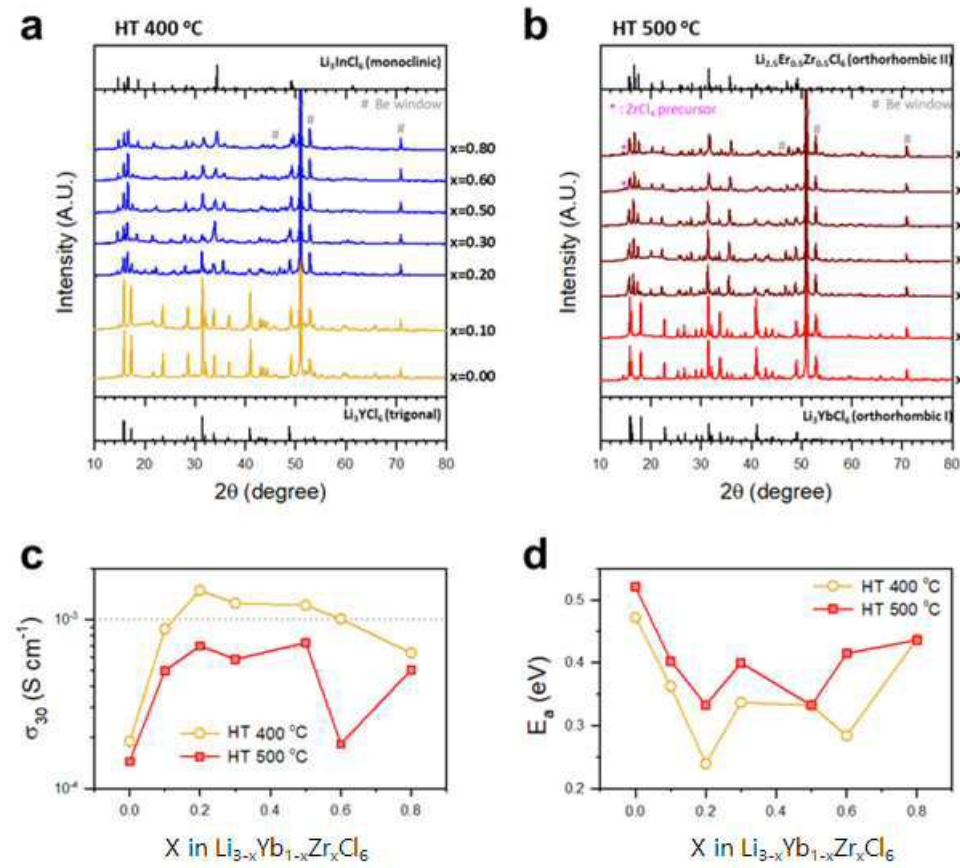 a HT 400 °C
Li₃InCl₆ (monoclinic)
# Be window
#
#
#
x=0.80
x=0.60
x=0.50
x=0.30
x=0.20
x=0.10
x=0.00
Intensity (A.U.)
Li₃YCl₆ (trigonal)
10 20 30 40 50 60 70 80
2θ (degree)
b HT 500 °C
Li₂.₅Er₀.₅Zr₀.₅Cl₆ (orthorhombic II)
* : ZrCl₄ precursor
# Be window
#
#
#
*
x
*
x
x
x
x
x
x
Intensity (A.U.)
Li₃YbCl₆ (orthorhombic I)
10 20 30 40 50 60 70 80
2θ (degree)
c
10⁻³
10⁻⁴
σ₃₀ (S cm⁻¹)
HT 400 °C
HT 500 °C
0.0 0.2 0.4 0.6 0.8
X in Li₃₋ₓYb₁₋ₓZrₓCl₆
d
0.5
0.4
0.3
0.2
Eₐ (eV)
HT 400 °C
HT 500 °C
0.0 0.2 0.4 0.6 0.8
X in Li₃₋ₓYb₁₋ₓZrₓCl₆